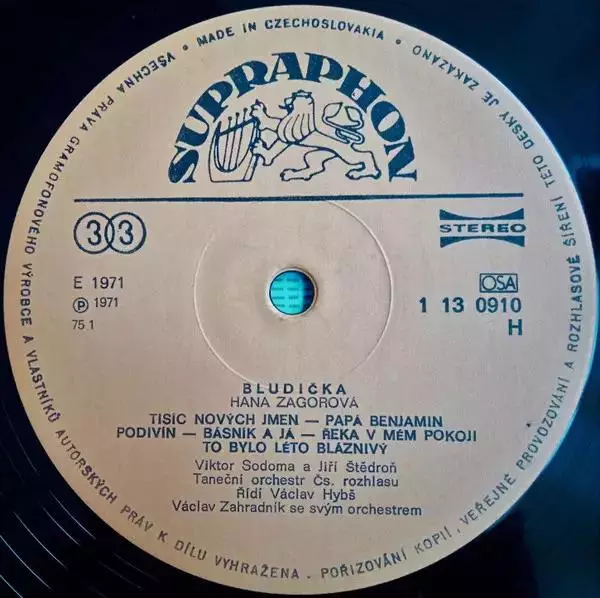 VŠECHNA PRÁVA GRAMOFONOVÉHO VÝROBCE A VLASTNÍKŮ AUTORSKÝCH PRÁV K DÍLU VYHRAŽENA . POŘIZOVÁNÍ KOPIÍ, VEŘEJNÉ PROVOZOVÁNÍ A ROZHLASOVÉ ŠÍŘENÍ TÉTO DESKY JE ZAKÁZÁNO
• MADE IN CZECHOSLOVAKIA •
SUPRAPHON
33
STEREO
E 1971
Ⓟ 1971
75 1
OSA
1 13 0910
H
BLUDIČKA
HANA ZAGOROVÁ
TISÍC NOVÝCH JMEN — PAPÁ BENJAMIN
PODIVÍN — BÁSNÍK A JÁ — ŘEKA V MÉM POKOJI
TO BYLO LÉTO BLÁZNIVÝ
Viktor Sodoma a Jiří Štědroň
Taneční orchestr Čs. rozhlasu
Řídí Václav Hybš
Václav Zahradník se svým orchestrem